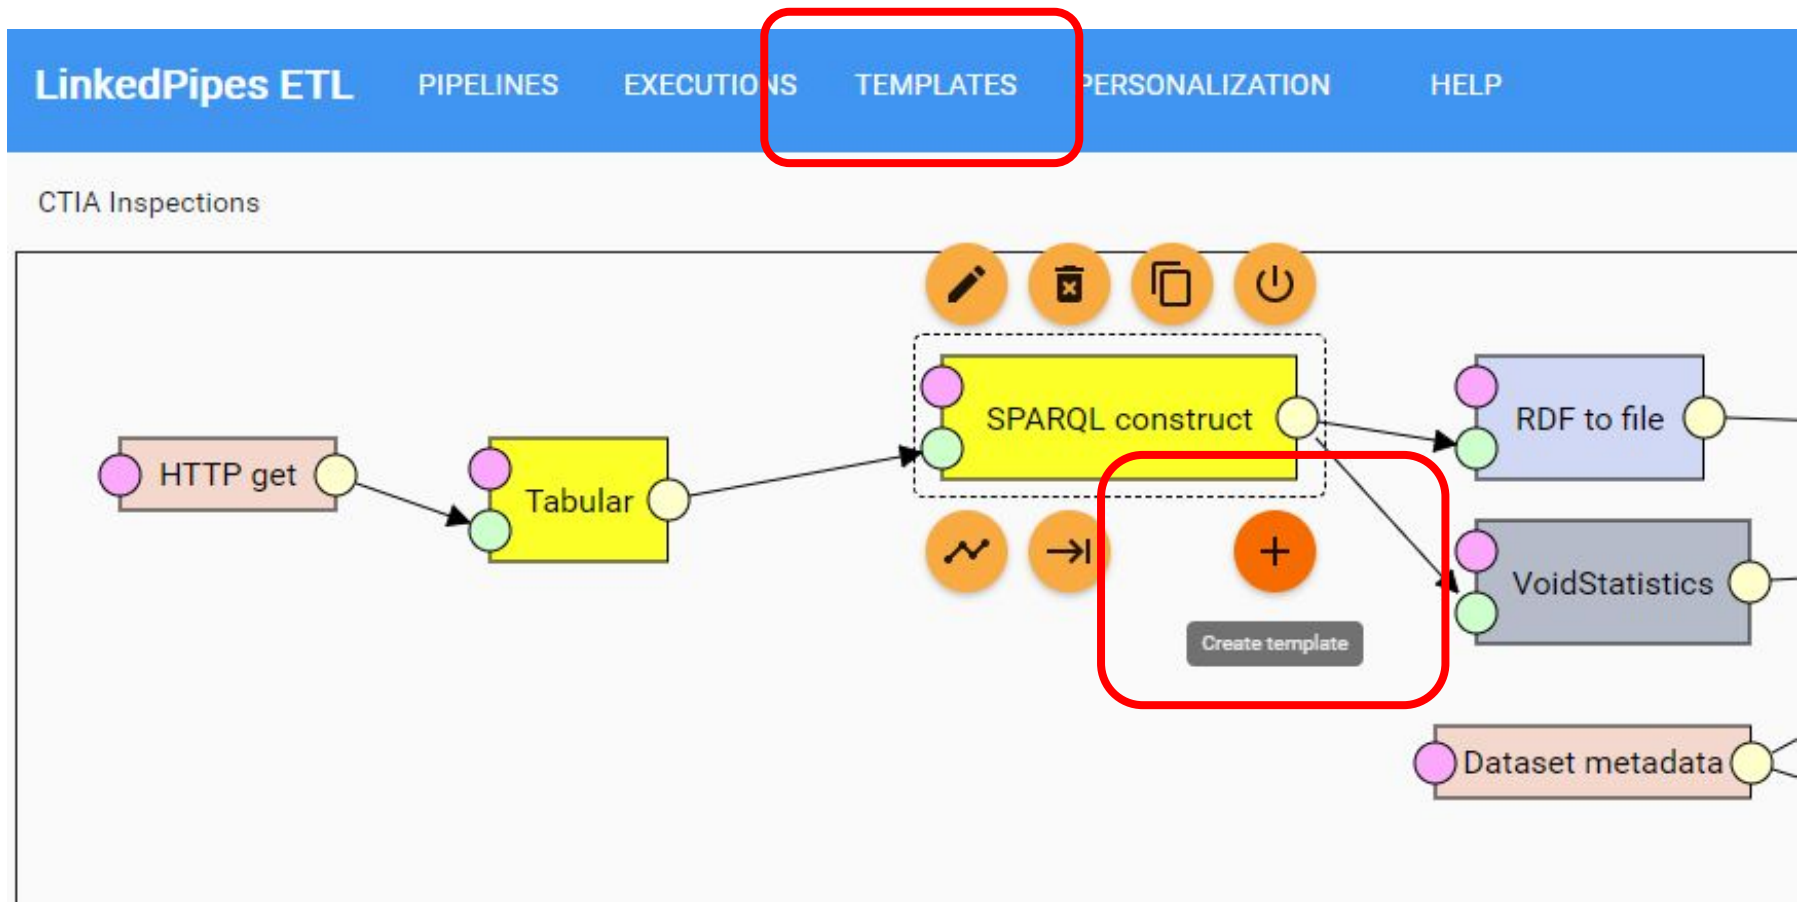 LinkedPipes ETL PIPELINES EXECUTIONS TEMPLATES PERSONALIZATION HELP
CTIA Inspections
SPARQL construct
RDF to file
HTTP get
Tabular
VoidStatistics
Create template
Dataset metadata